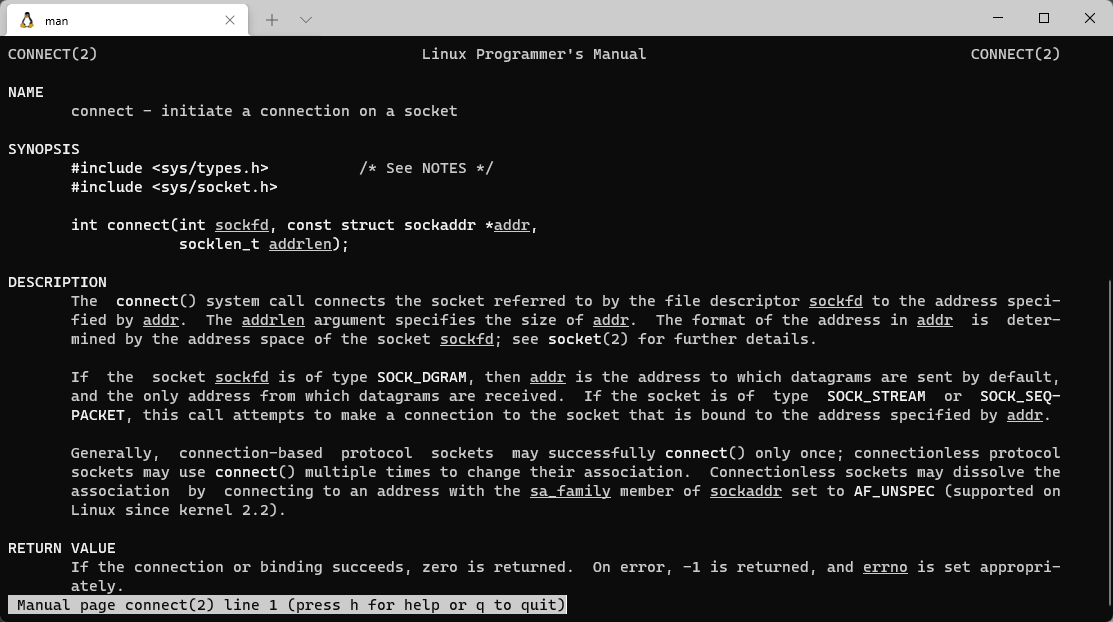 man
CONNECT(2) Linux Programmer's Manual CONNECT(2)
NAME
connect - initiate a connection on a socket
SYNOPSIS
#include <sys/types.h> /* See NOTES */
#include <sys/socket.h>
int connect(int sockfd, const struct sockaddr *addr,
socklen_t addrlen);
DESCRIPTION
The connect() system call connects the socket referred to by the file descriptor sockfd to the address speci-
fied by addr. The addrlen argument specifies the size of addr. The format of the address in addr is deter-
mined by the address space of the socket sockfd; see socket(2) for further details.
If the socket sockfd is of type SOCK_DGRAM, then addr is the address to which datagrams are sent by default,
and the only address from which datagrams are received. If the socket is of type SOCK_STREAM or SOCK_SEQ-
PACKET, this call attempts to make a connection to the socket that is bound to the address specified by addr.
Generally, connection-based protocol sockets may successfully connect() only once; connectionless protocol
sockets may use connect() multiple times to change their association. Connectionless sockets may dissolve the
association by connecting to an address with the sa_family member of sockaddr set to AF_UNSPEC (supported on
Linux since kernel 2.2).
RETURN VALUE
If the connection or binding succeeds, zero is returned. On error, -1 is returned, and errno is set appropri-
ately.
Manual page connect(2) line 1 (press h for help or q to quit)